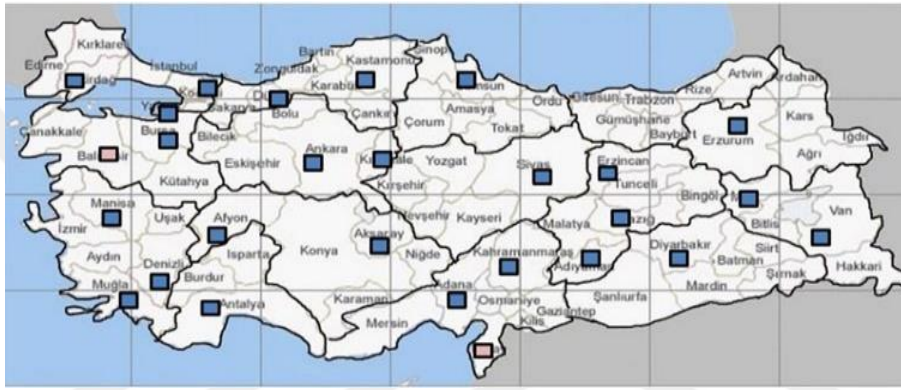 Kırklareli
Edirne
İstanbul
Bartın
Kastamonu
Sinop
Zonguldak
Karabük
Artvin
Ardahan
Rize
Ordu
Giresun
Trabzon
Kars
Sakarya
Bolu
Çankırı
Amasya
Gümüşhane
Çanakkale
Bursa
Bilecik
Çorum
Tokat
Bayburt
Erzurum
Iğdır
Ankara
Eskişehir
Yozgat
Sivas
Erzincan
Ağrı
Kütahya
Kırşehir
Tunceli
Bingöl
Manisa
Uşak
Afyon
Nevşehir
Kayseri
Malatya
Van
İzmir
Konya
Aksaray
Bitlis
Aydın
Isparta
Niğde
Kahramanmaraş
Diyarbakır
Siirt
Denizli
Burdur
Batman
Hakkari
Muğla
Adana
Mardin
Şırnak
Antalya
Karaman
Osmaniye
Şanlıurfa
Gaziantep
Mersin
Kilis